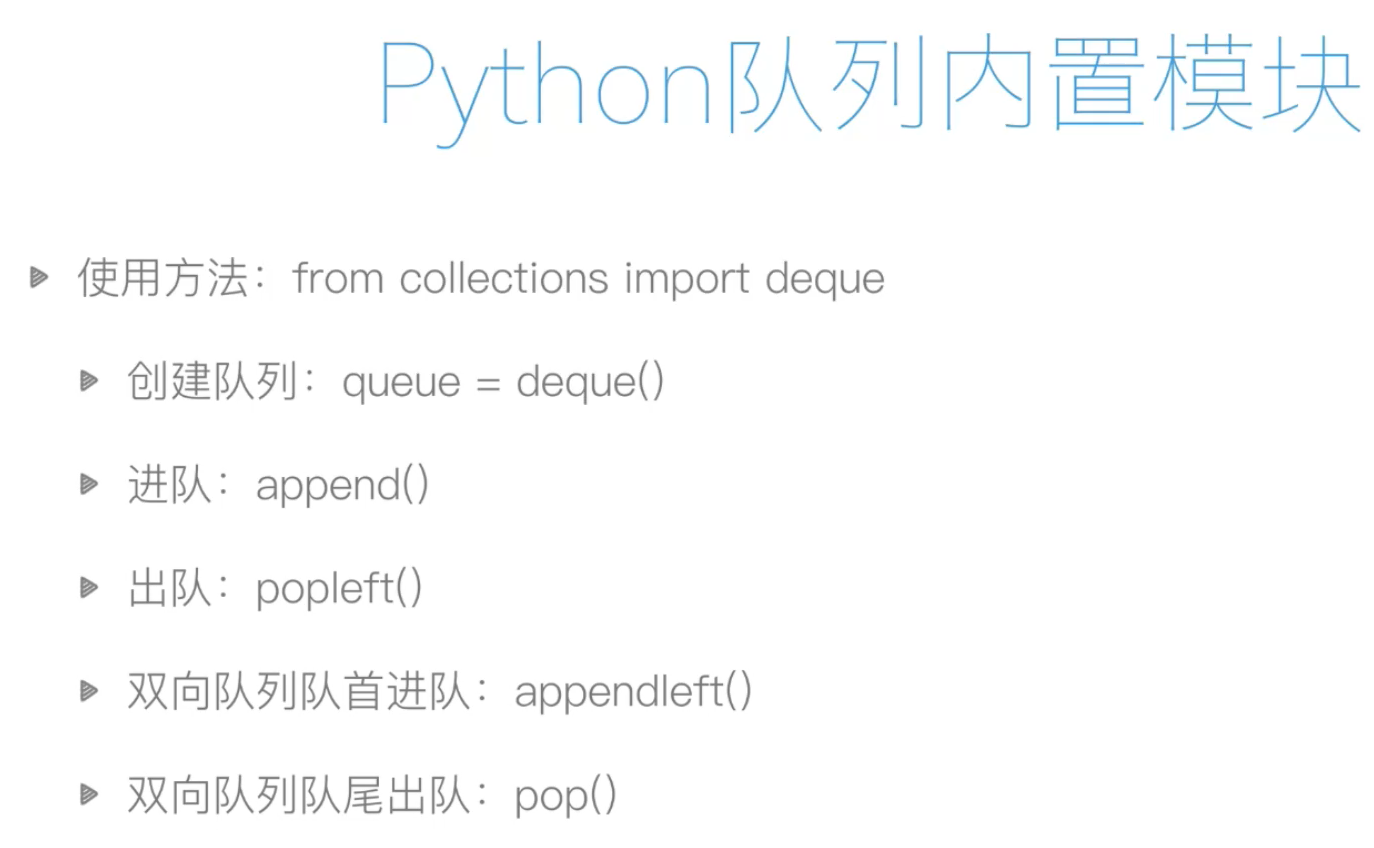 Python队列内置模块
使用方法：from collections import deque
创建队列：queue = deque()
进队：append()
出队：popleft()
双向队列队首进队：appendleft()
双向队列队尾出队：pop()